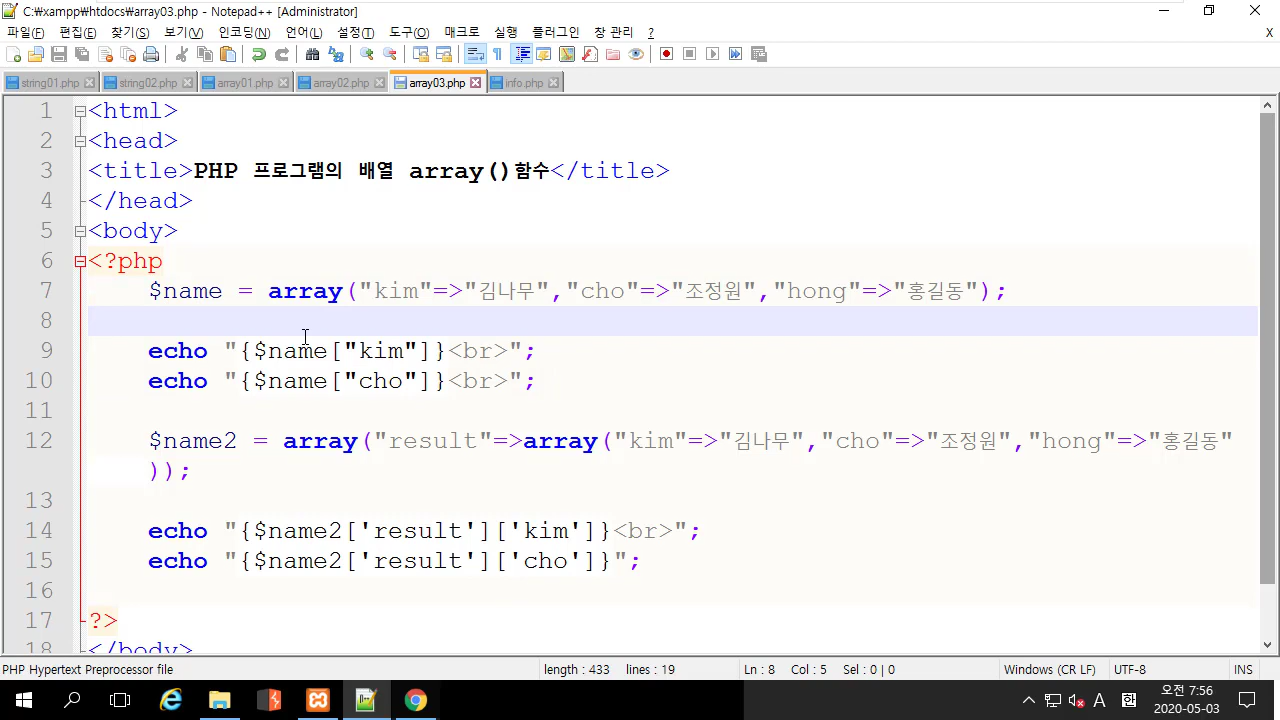 C:₩xampp₩htdocs₩array03.php - Notepad++ [Administrator]
파일(F) 편집(E) 찾기(S) 보기(V) 인코딩(N) 언어(L) 설정(T) 도구(O) 매크로 실행 플러그인 창 관리 ? X
string01.php string02.php array01.php array02.php array03.php info.php
1 <html>
2 <head>
3 <title>PHP 프로그램의 배열 array()함수</title>
4 </head>
5 <body>
6 <?php
7 $name = array("kim"=>"김나무","cho"=>"조정원","hong"=>"홍길동");
8
9 echo "{$name["kim"]}<br>";
10 echo "{$name["cho"]}<br>";
11
12 $name2 = array("result"=>array("kim"=>"김나무","cho"=>"조정원","hong"=>"홍길동"
));
13
14 echo "{$name2['result']['kim']}<br>";
15 echo "{$name2['result']['cho']}";
16
17 ?>
18 </body>
PHP Hypertext Preprocessor file length : 433 lines : 19 Ln : 8 Col : 5 Sel : 0 | 0 Windows (CR LF) UTF-8 INS
A 한 오전 7:56
2020-05-03